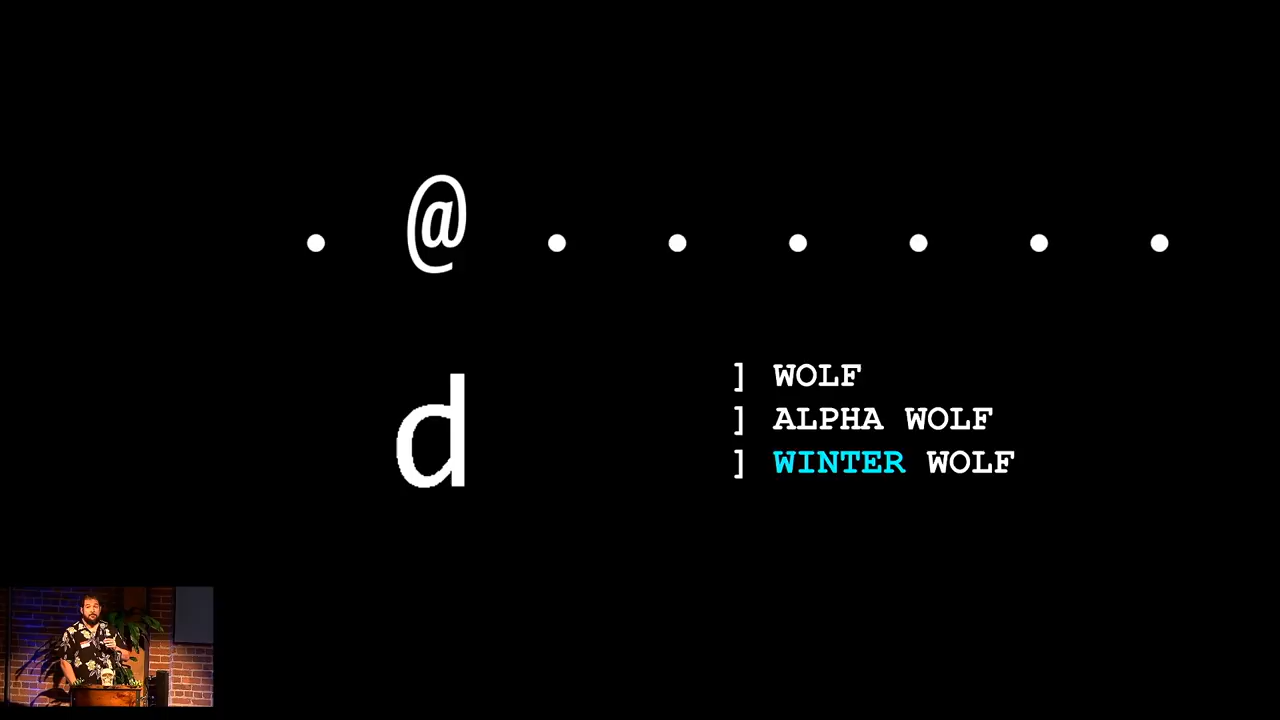 . @ . . . . . .
d
] WOLF
] ALPHA WOLF
] WINTER WOLF